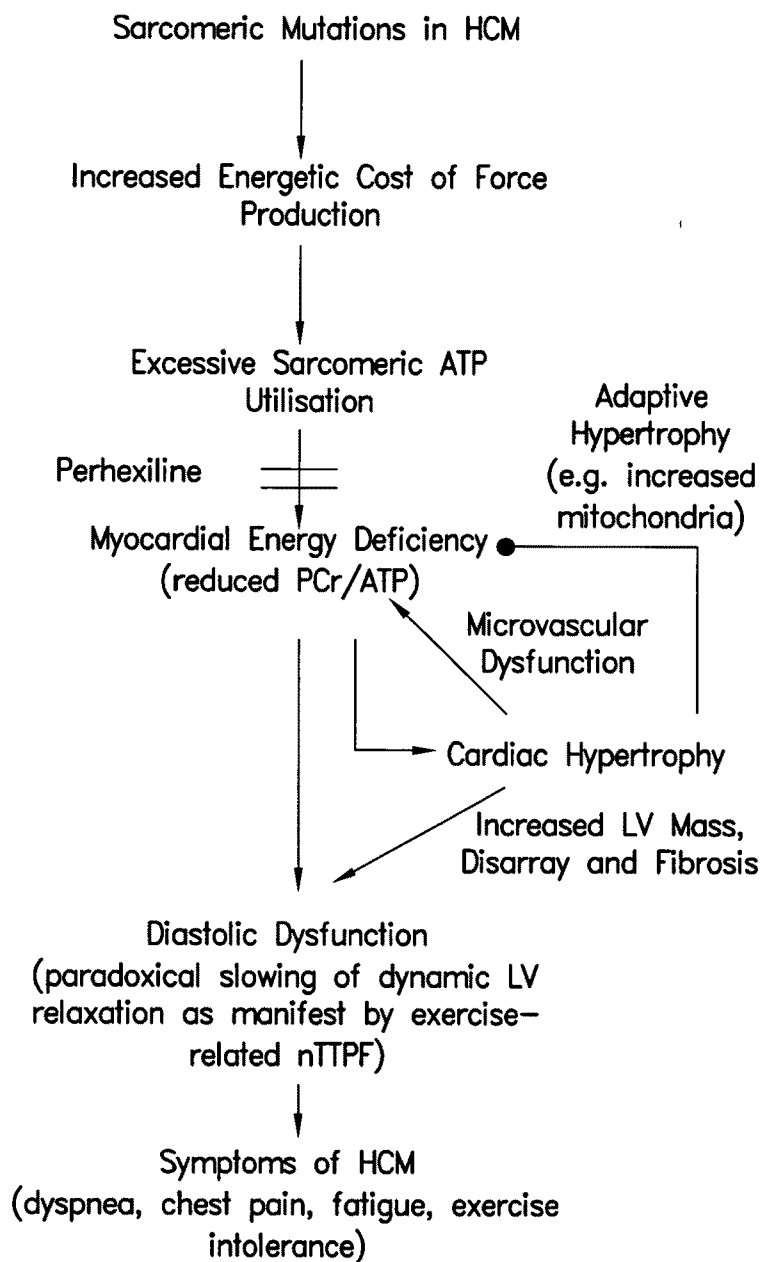 Sarcomeric Mutations in HCM
Increased Energetic Cost of Force
Production
Excessive Sarcomeric ATP
Utilisation
Adaptive
Hypertrophy
(e.g. increased
mitochondria)
Perhexiline
Myocardial Energy Deficiency
(reduced PCr/ATP)
Microvascular
Dysfunction
Cardiac Hypertrophy
Increased LV Mass,
Disarray and Fibrosis
Diastolic Dysfunction
(paradoxical slowing of dynamic LV
relaxation as manifest by exercise-
related nTTPF)
Symptoms of HCM
(dyspnea, chest pain, fatigue, exercise
intolerance)